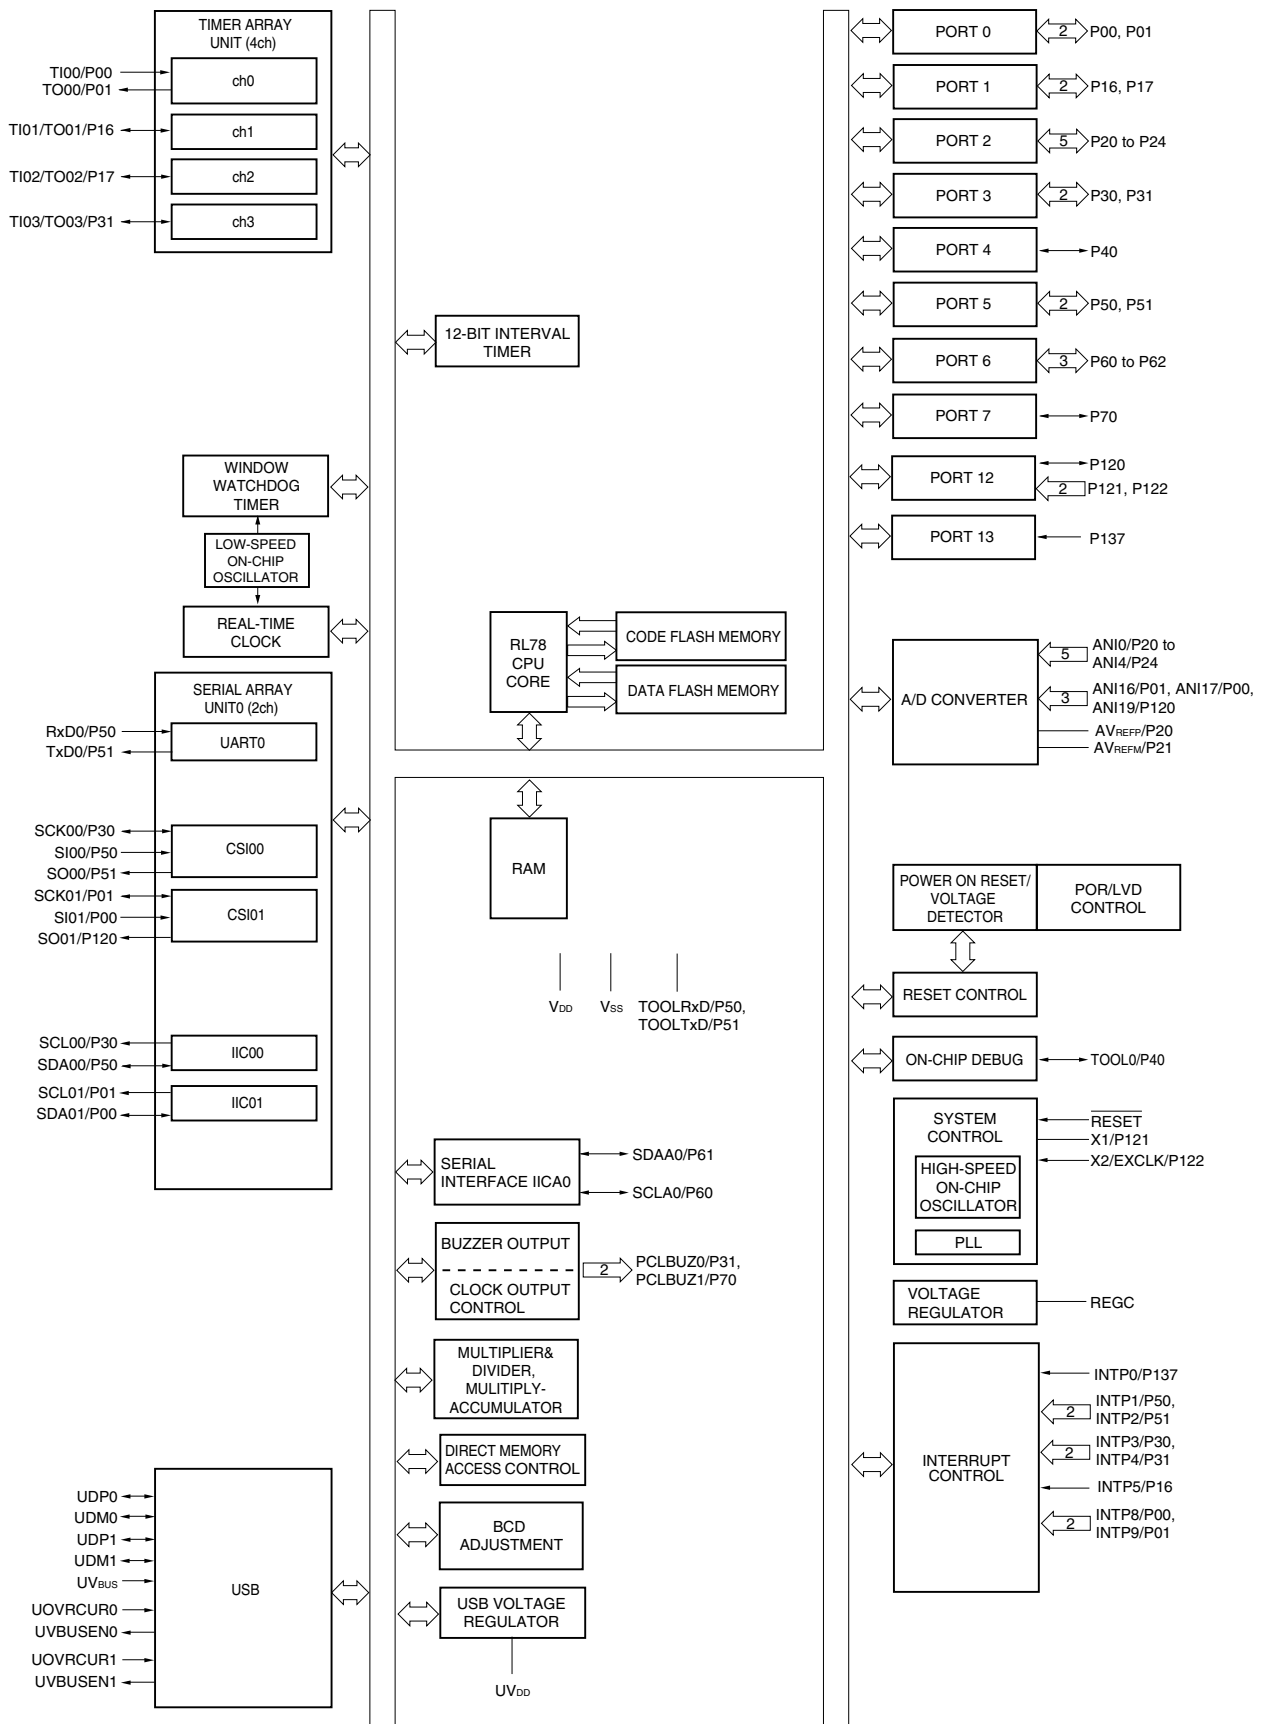 TIMER ARRAY
UNIT (4ch)
TI00/P00
TO00/P01
ch0
TI01/TO01/P16
ch1
TI02/TO02/P17
ch2
TI03/TO03/P31
ch3
12-BIT INTERVAL
TIMER
WINDOW
WATCHDOG
TIMER
LOW-SPEED
ON-CHIP
OSCILLATOR
REAL-TIME
CLOCK
RL78
CPU
CORE
CODE FLASH MEMORY
DATA FLASH MEMORY
SERIAL ARRAY
UNIT0 (2ch)
RxD0/P50
TxD0/P51
UART0
SCK00/P30
SI00/P50
SO00/P51
CSI00
SCK01/P01
SI01/P00
SO01/P120
CSI01
SCL00/P30
SDA00/P50
IIC00
SCL01/P01
SDA01/P00
IIC01
RAM
VDD
VSS
TOOLRxD/P50,
TOOLTxD/P51
SERIAL
INTERFACE IICA0
SDAA0/P61
SCLA0/P60
BUZZER OUTPUT
CLOCK OUTPUT
CONTROL
2
PCLBUZ0/P31,
PCLBUZ1/P70
MULTIPLIER&
DIVIDER,
MULITIPLY-
ACCUMULATOR
DIRECT MEMORY
ACCESS CONTROL
BCD
ADJUSTMENT
USB VOLTAGE
REGULATOR
UVDD
UDP0
UDM0
UDP1
UDM1
UVBUS
UOVRCUR0
UVBUSEN0
UOVRCUR1
UVBUSEN1
USB
PORT 0
2
P00, P01
PORT 1
2
P16, P17
PORT 2
5
P20 to P24
PORT 3
2
P30, P31
PORT 4
P40
PORT 5
2
P50, P51
PORT 6
3
P60 to P62
PORT 7
P70
PORT 12
P120
2
P121, P122
PORT 13
P137
A/D CONVERTER
5
ANI0/P20 to
ANI4/P24
3
ANI16/P01, ANI17/P00,
ANI19/P120
AVREFP/P20
AVREFM/P21
POWER ON RESET/
VOLTAGE
DETECTOR
POR/LVD
CONTROL
RESET CONTROL
ON-CHIP DEBUG
TOOL0/P40
SYSTEM
CONTROL
HIGH-SPEED
ON-CHIP
OSCILLATOR
PLL
RESET
X1/P121
X2/EXCLK/P122
VOLTAGE
REGULATOR
REGC
INTERRUPT
CONTROL
INTP0/P137
2
INTP1/P50,
INTP2/P51
2
INTP3/P30,
INTP4/P31
INTP5/P16
2
INTP8/P00,
INTP9/P01